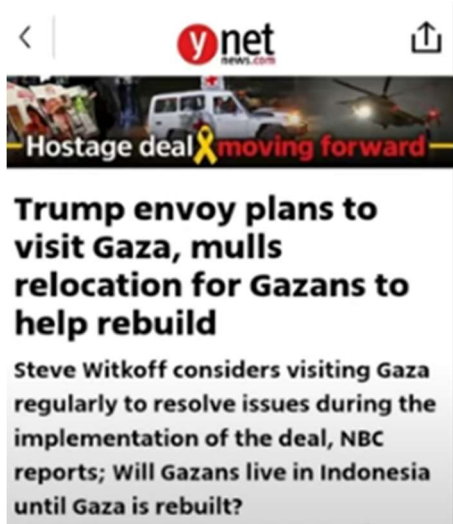 ynet
news.com
Hostage deal moving forward
Trump envoy plans to
visit Gaza, mulls
relocation for Gazans to
help rebuild
Steve Witkoff considers visiting Gaza
regularly to resolve issues during the
implementation of the deal, NBC
reports; Will Gazans live in Indonesia
until Gaza is rebuilt?